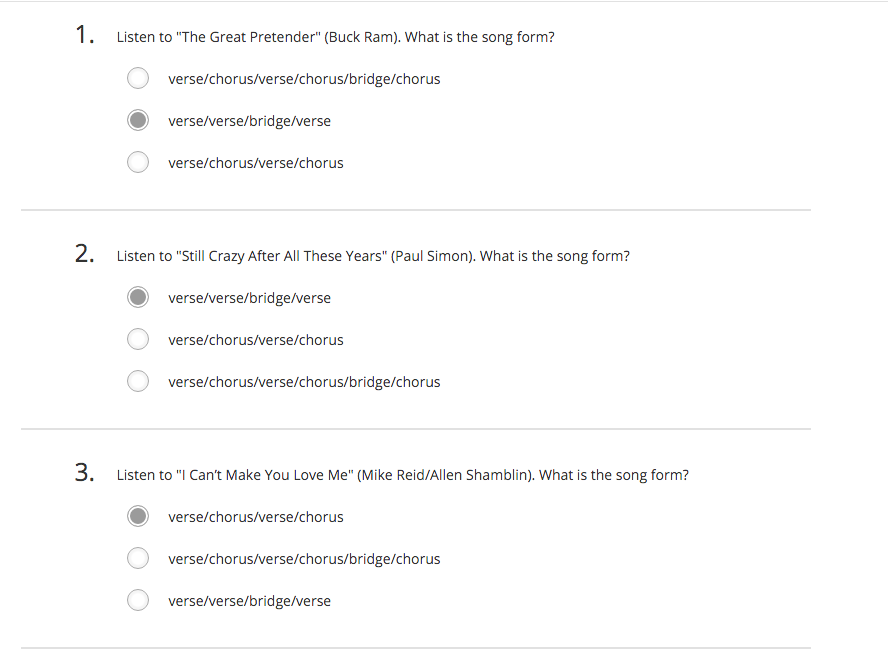 1. Listen to "The Great Pretender" (Buck Ram). What is the song form?
verse/chorus/verse/chorus/bridge/chorus
verse/verse/bridge/verse
verse/chorus/verse/chorus
2. Listen to "Still Crazy After All These Years" (Paul Simon). What is the song form?
verse/verse/bridge/verse
verse/chorus/verse/chorus
verse/chorus/verse/chorus/bridge/chorus
3. Listen to "I Can't Make You Love Me" (Mike Reid/Allen Shamblin). What is the song form?
verse/chorus/verse/chorus
verse/chorus/verse/chorus/bridge/chorus
verse/verse/bridge/verse